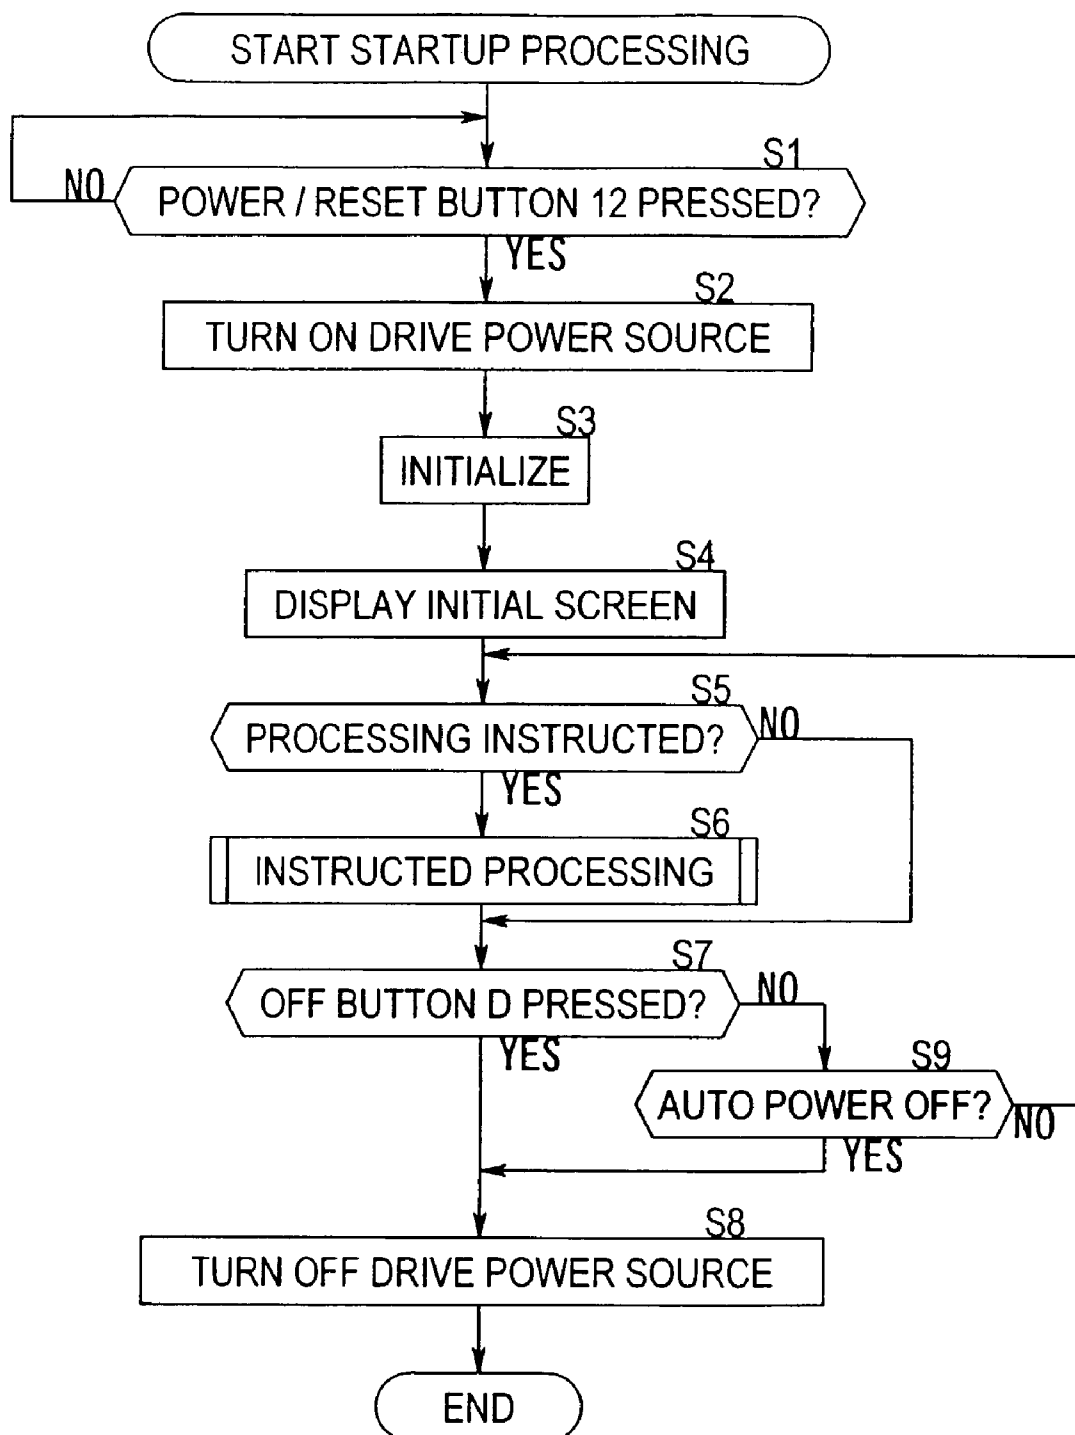 START STARTUP PROCESSING
S1
NO
POWER / RESET BUTTON 12 PRESSED?
YES
S2
TURN ON DRIVE POWER SOURCE
S3
INITIALIZE
S4
DISPLAY INITIAL SCREEN
S5
PROCESSING INSTRUCTED?
NO
YES
S6
INSTRUCTED PROCESSING
S7
OFF BUTTON D PRESSED?
NO
YES
S9
AUTO POWER OFF?
NO
YES
S8
TURN OFF DRIVE POWER SOURCE
END